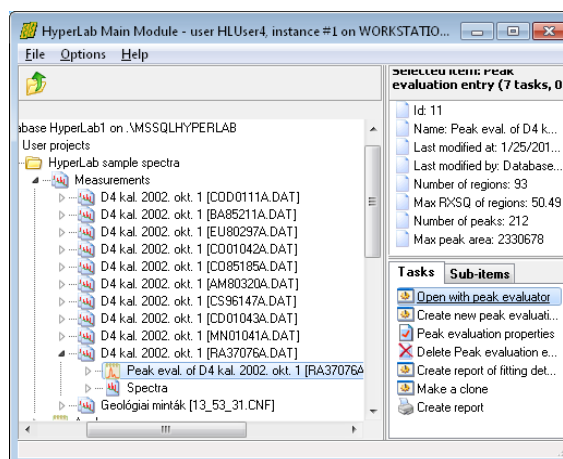 HyperLab Main Module - user HLUser4, instance #1 on WORKSTATIO...
File Options Help
abase HyperLab1 on .\MSSQLHYPERLAB
User projects
HyperLab sample spectra
Measurements
D4 kal. 2002. okt. 1 [COD0111A.DAT]
D4 kal. 2002. okt. 1 [BA85211A.DAT]
D4 kal. 2002. okt. 1 [EU80297A.DAT]
D4 kal. 2002. okt. 1 [CO01042A.DAT]
D4 kal. 2002. okt. 1 [CO85185A.DAT]
D4 kal. 2002. okt. 1 [AM80320A.DAT]
D4 kal. 2002. okt. 1 [CS96147A.DAT]
D4 kal. 2002. okt. 1 [CD01043A.DAT]
D4 kal. 2002. okt. 1 [MN01041A.DAT]
D4 kal. 2002. okt. 1 [RA37076A.DAT]
Peak eval. of D4 kal. 2002. okt. 1 [RA37076A
Spectra
Geológiai minták [13_53_31.CNF]
Selected item: Peak
evaluation entry (7 tasks, 0
Id: 11
Name: Peak eval. of D4 k...
Last modified at: 1/25/201...
Last modified by: Database...
Number of regions: 93
Max RXSQ of regions: 50.49
Number of peaks: 212
Max peak area: 2330678
Tasks Sub-items
Open with peak evaluator
Create new peak evaluati...
Peak evaluation properties
Delete Peak evaluation e...
Create report of fitting det...
Make a clone
Create report